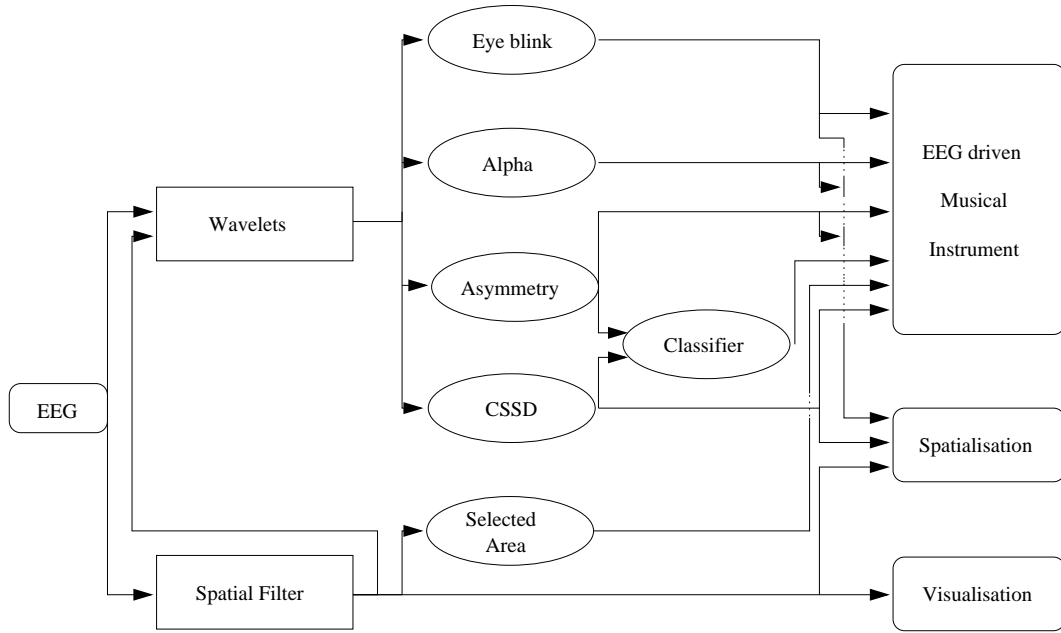 Eye blink
Alpha
EEG driven
Musical
Instrument
Wavelets
Asymmetry
Classifier
EEG
CSSD
Spatialisation
Selected
Area
Spatial Filter
Visualisation